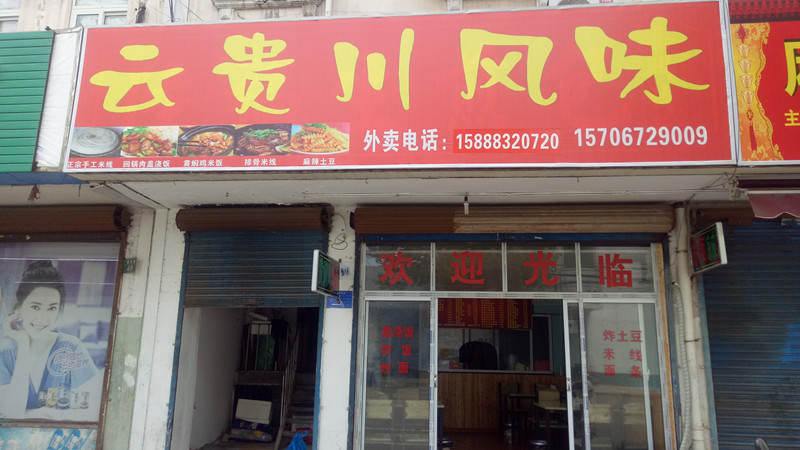 云贵川风味
正宗手工米线 回锅肉盖浇饭 黄焖鸡米饭 排骨米线 麻辣土豆
外卖电话：15888320720 15706729009
欢迎光临
炸土豆
米线
面条